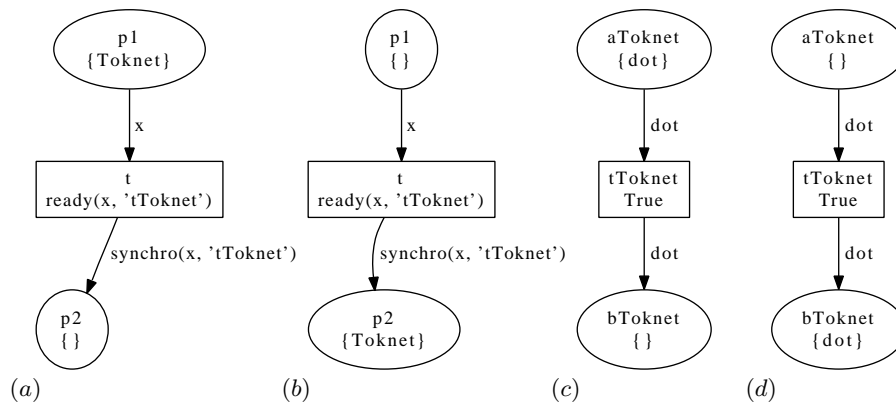 p1
{Toknet}
x
t
ready(x, 'tToknet')
synchro(x, 'tToknet')
p2
{}
(a)
p1
{}
x
t
ready(x, 'tToknet')
synchro(x, 'tToknet')
p2
{Toknet}
(b)
aToknet
{dot}
dot
tToknet
True
dot
bToknet
{}
(c)
aToknet
{}
dot
tToknet
True
dot
bToknet
{dot}
(d)